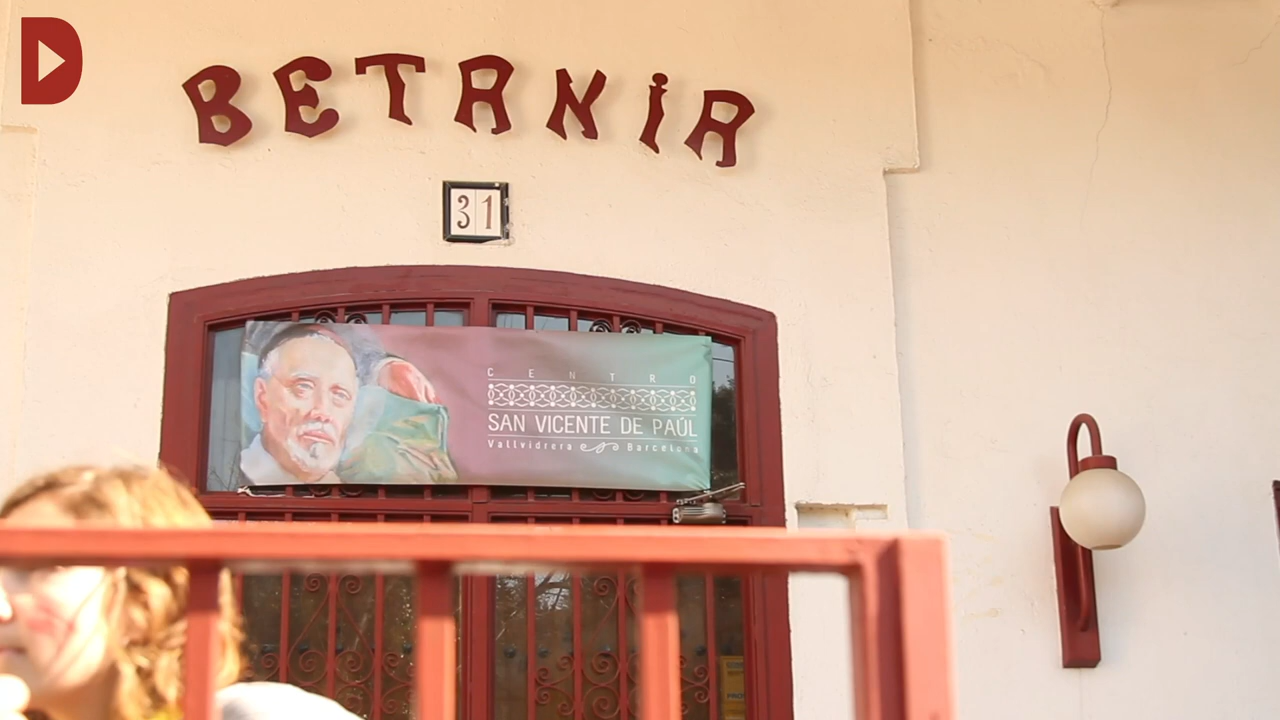 D
BETANiA
31
CENTRO
SAN VICENTE DE PAÚL
Vallvidrera Barcelona